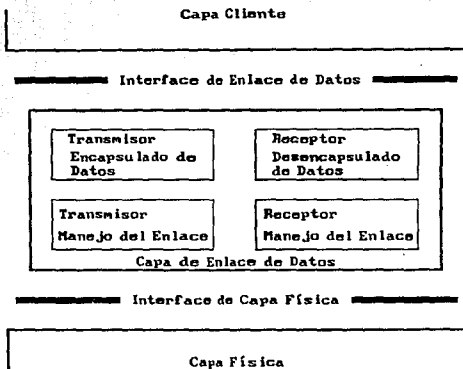 Capa Cliente
Interface de Enlace de Datos
Transmisor
Encapsulado de
Datos
Receptor
Desencapsulado
de Datos
Transmisor
Manejo del Enlace
Receptor
Manejo del Enlace
Capa de Enlace de Datos
Interface de Capa Física
Capa Física